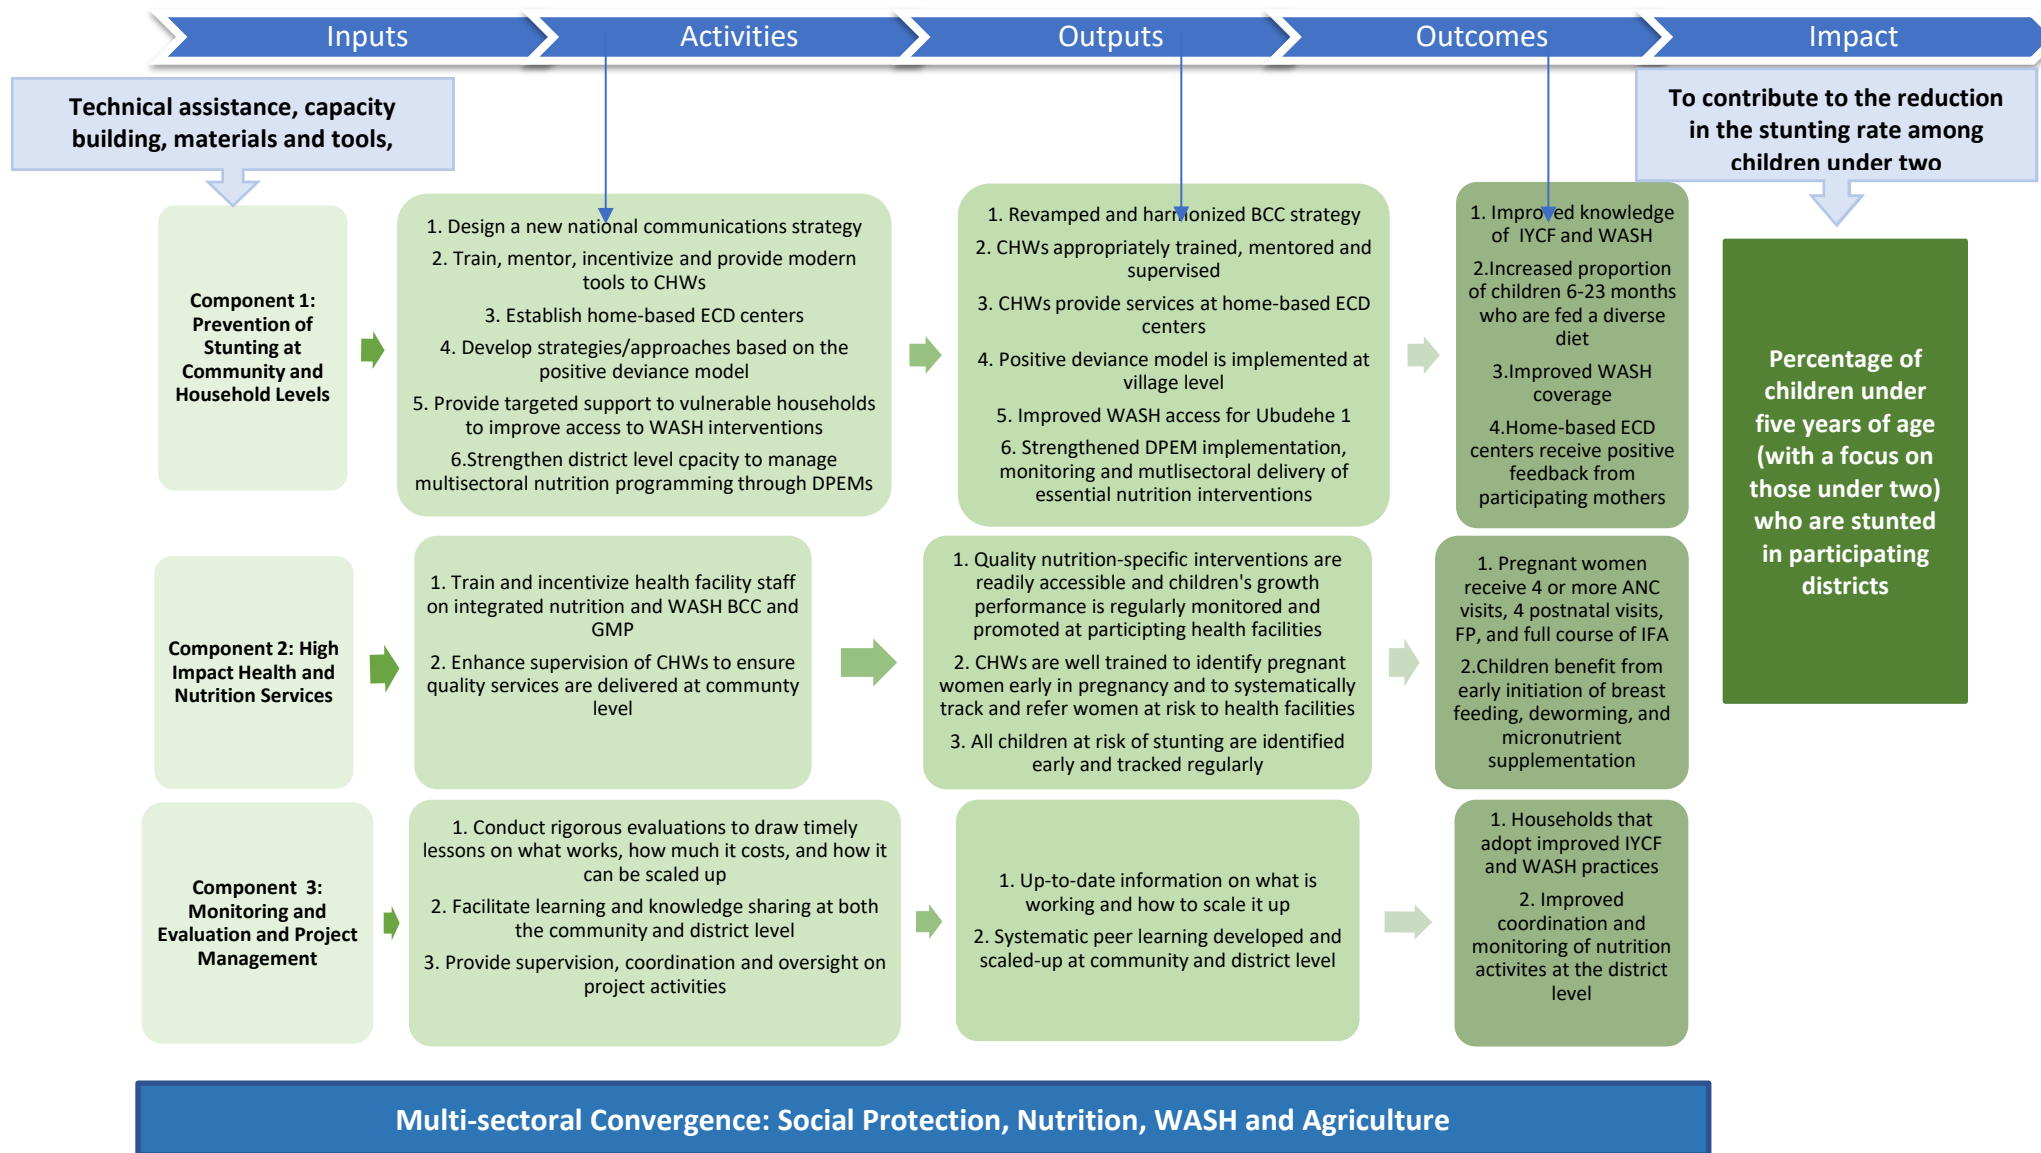 Inputs
Activities
Outputs
Outcomes
Impact
Technical assistance, capacity
building, materials and tools,
To contribute to the reduction
in the stunting rate among
children under two
Component 1:
Prevention of
Stunting at
Community and
Household Levels
1. Design a new national communications strategy
2. Train, mentor, incentivize and provide modern
tools to CHWs
3. Establish home-based ECD centers
4. Develop strategies/approaches based on the
positive deviance model
5. Provide targeted support to vulnerable households
to improve access to WASH interventions
6.Strengthen district level cpacity to manage
multisectoral nutrition programming through DPEMs
1. Revamped and harmonized BCC strategy
2. CHWs appropriately trained, mentored and
supervised
3. CHWs provide services at home-based ECD
centers
4. Positive deviance model is implemented at
village level
5. Improved WASH access for Ubudehe 1
6. Strengthened DPEM implementation,
monitoring and mutlisectoral delivery of
essential nutrition interventions
1. Improved knowledge
of IYCF and WASH
2.Increased proportion
of children 6-23 months
who are fed a diverse
diet
3.Improved WASH
coverage
4.Home-based ECD
centers receive positive
feedback from
participating mothers
Percentage of
children under
five years of age
(with a focus on
those under two)
who are stunted
in participating
districts
Component 2: High
Impact Health and
Nutrition Services
1. Train and incentivize health facility staff
on integrated nutrition and WASH BCC and
GMP
2. Enhance supervision of CHWs to ensure
quality services are delivered at communty
level
1. Quality nutrition-specific interventions are
readily accessible and children's growth
performance is regularly monitored and
promoted at particpting health facilities
2. CHWs are well trained to identify pregnant
women early in pregnancy and to systematically
track and refer women at risk to health facilities
3. All children at risk of stunting are identified
early and tracked regularly
1. Pregnant women
receive 4 or more ANC
visits, 4 postnatal visits,
FP, and full course of IFA
2.Children benefit from
early initiation of breast
feeding, deworming, and
micronutrient
supplementation
Component 3:
Monitoring and
Evaluation and Project
Management
1. Conduct rigorous evaluations to draw timely
lessons on what works, how much it costs, and how it
can be scaled up
2. Facilitate learning and knowledge sharing at both
the community and district level
3. Provide supervision, coordination and oversight on
project activities
1. Up-to-date information on what is
working and how to scale it up
2. Systematic peer learning developed and
scaled-up at community and district level
1. Households that
adopt improved IYCF
and WASH practices
2. Improved
coordination and
monitoring of nutrition
activites at the district
level
Multi-sectoral Convergence: Social Protection, Nutrition, WASH and Agriculture